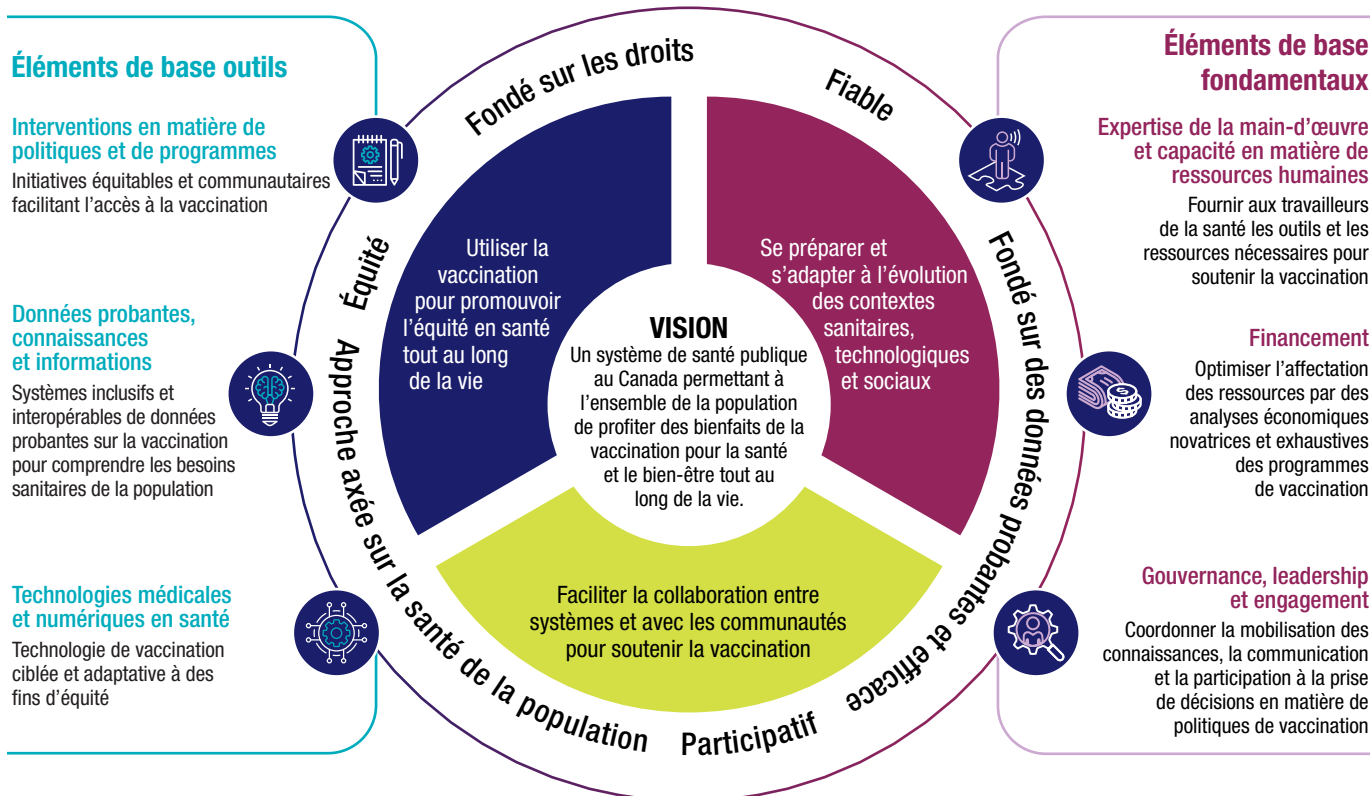 Éléments de base outils
Interventions en matière de
politiques et de programmes
Initiatives équitables et communautaires
facilitant l’accès à la vaccination
Données probantes,
connaissances
et informations
Systèmes inclusifs et
interopérables de données
probantes sur la vaccination
pour comprendre les besoins
sanitaires de la population
Technologies médicales
et numériques en santé
Technologie de vaccination
ciblée et adaptative à des
fins d’équité
Fondé sur les droits
Fiable
Fondé sur des données probantes et efficace
Participatif
Approche axée sur la santé de la population
Équité
Utiliser la
vaccination
pour promouvoir
l’équité en santé
tout au long
de la vie
Se préparer et
s’adapter à l’évolution
des contextes
sanitaires,
technologiques
et sociaux
VISION
Un système de santé publique
au Canada permettant à
l’ensemble de la population
de profiter des bienfaits de la
vaccination pour la santé
et le bien-être tout au
long de la vie.
Faciliter la collaboration entre
systèmes et avec les communautés
pour soutenir la vaccination
Éléments de base
fondamentaux
Expertise de la main-d’œuvre
et capacité en matière de
ressources humaines
Fournir aux travailleurs
de la santé les outils et les
ressources nécessaires pour
soutenir la vaccination
Financement
Optimiser l’affectation
des ressources par des
analyses économiques
novatrices et exhaustives
des programmes
de vaccination
Gouvernance, leadership
et engagement
Coordonner la mobilisation des
connaissances, la communication
et la participation à la prise
de décisions en matière de
politiques de vaccination